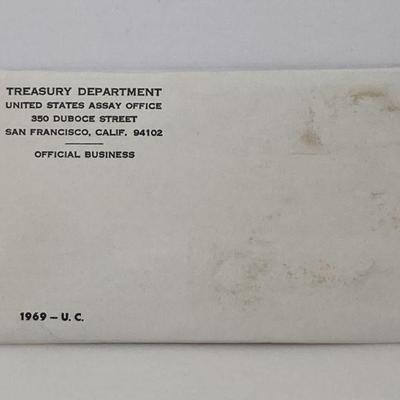 TREASURY DEPARTMENT
UNITED STATES ASSAY OFFICE
350 DUBOCE STREET
SAN FRANCISCO, CALIF. 94102
OFFICIAL BUSINESS
1969 – U. C.